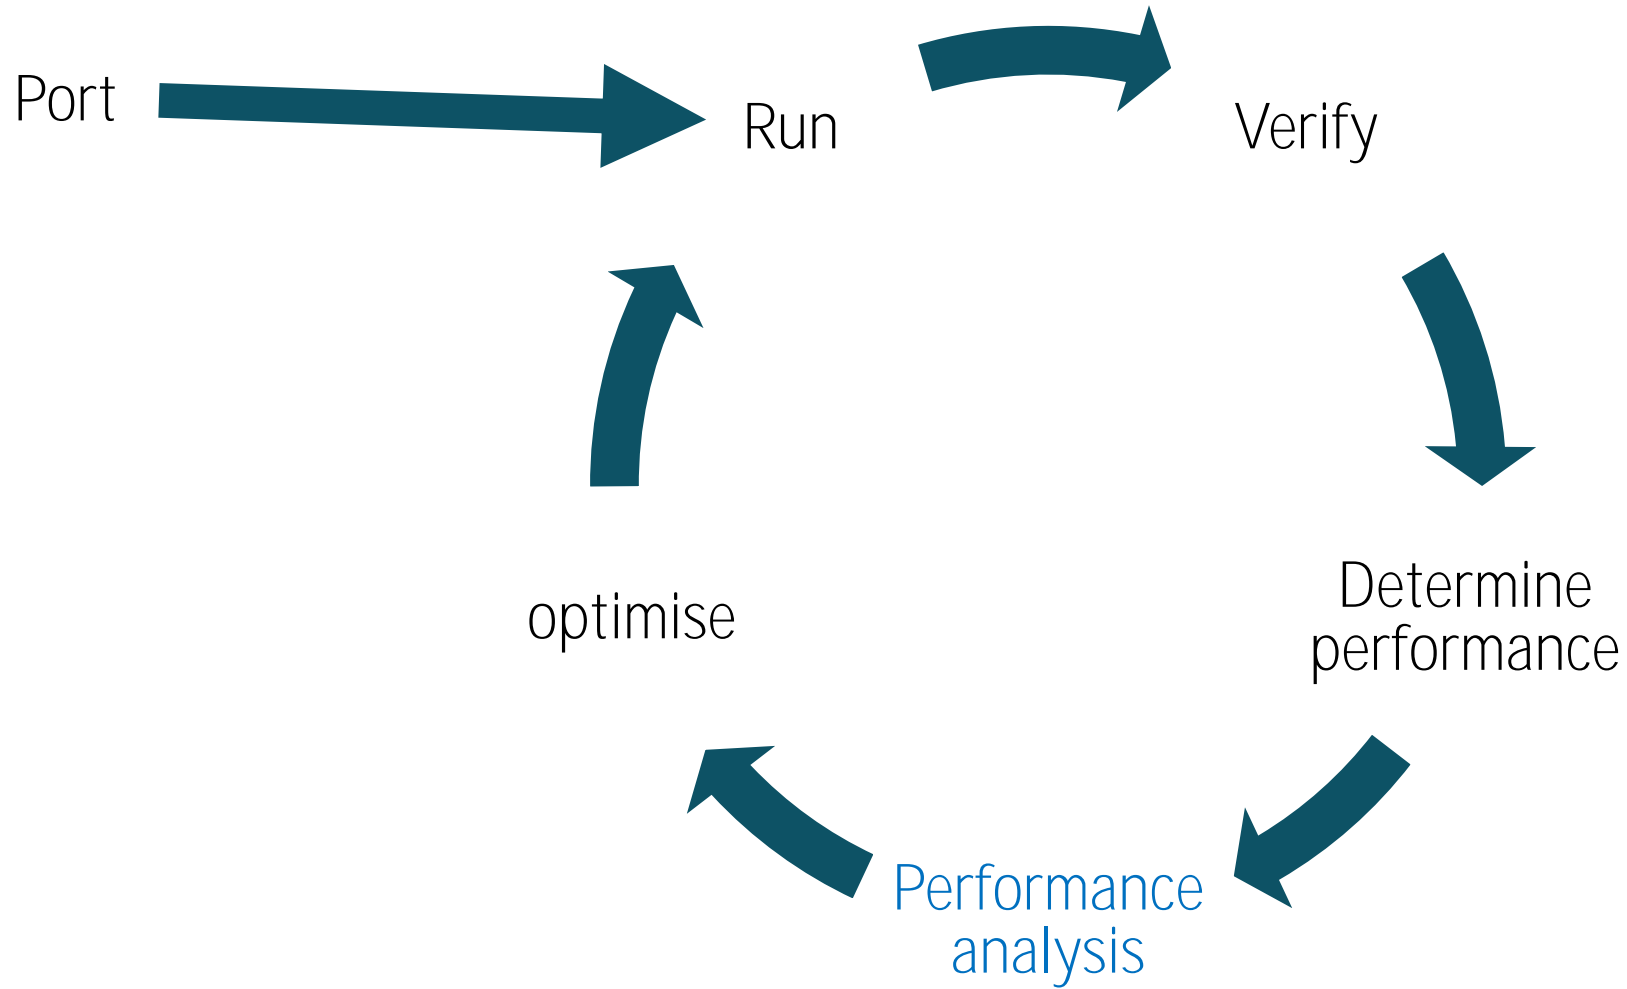 Port
Run
Verify
Determine
performance
Performance
analysis
optimise